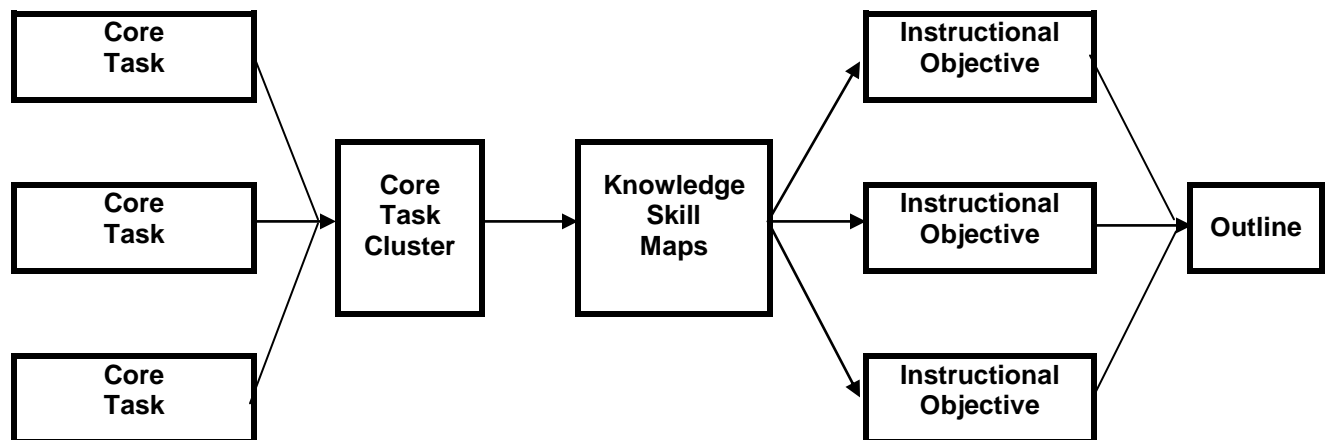 Core
Task
Core
Task
Core
Task
Core
Task
Cluster
Knowledge
Skill
Maps
Instructional
Objective
Instructional
Objective
Instructional
Objective
Outline